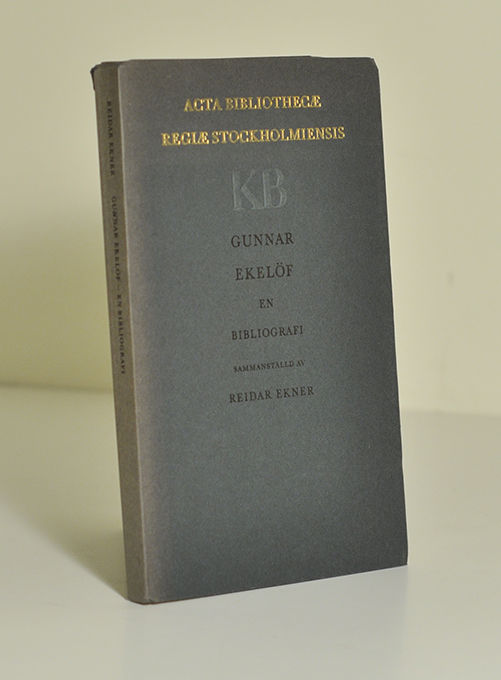 ACTA BIBLIOTHECÆ
REGIÆ STOCKHOLMIENSIS
KB
GUNNAR
EKELÖF
EN
BIBLIOGRAFI
SAMMANSTÄLLD AV
REIDAR EKNER
REIDAR EKNER GUNNAR EKELÖF – EN BIBLIOGRAFI